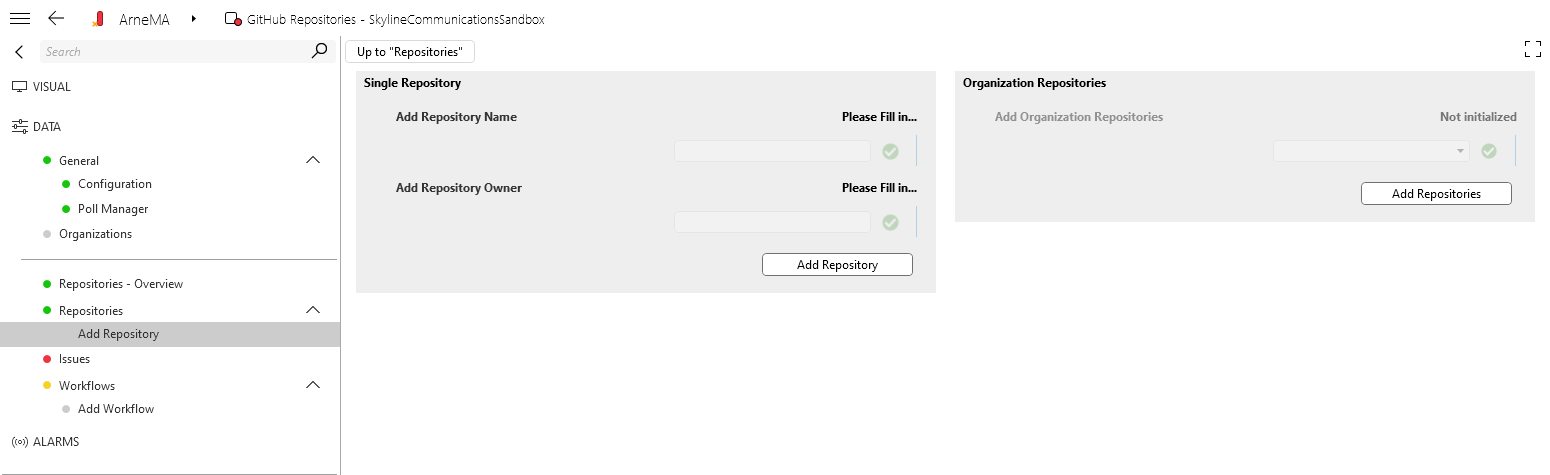 ArneMA
GitHub Repositories - SkylineCommunicationsSandbox
Search
VISUAL
DATA
General
Configuration
Poll Manager
Organizations
Repositories - Overview
Repositories
Add Repository
Issues
Workflows
Add Workflow
ALARMS
Up to "Repositories"
Single Repository
Add Repository Name
Please Fill in...
Add Repository Owner
Please Fill in...
Add Repository
Organization Repositories
Add Organization Repositories
Not initialized
Add Repositories